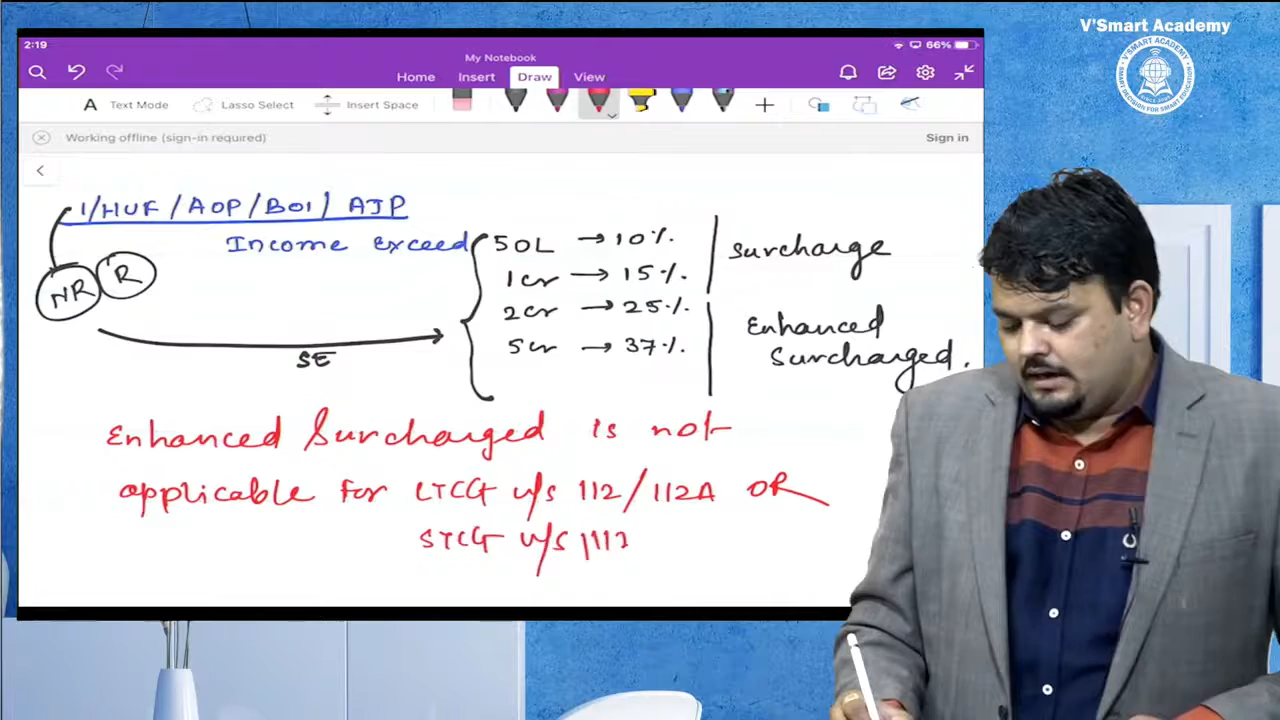 V'Smart Academy
2:19
66%
My Notebook
Home Insert Draw View
A Text Mode Lasso Select Insert Space
Working offline (sign-in required) Sign in
I/HUF/AOP/BOI/AJP
Income Exceed
50L → 10%.
1cr → 15%.
2cr → 25%.
5cr → 37%.
Surcharge
Enhanced
Surcharged.
NR R
SE
Enhanced Surcharged is not
applicable for LTCG u/s 112/112A OR
STCG u/s 111